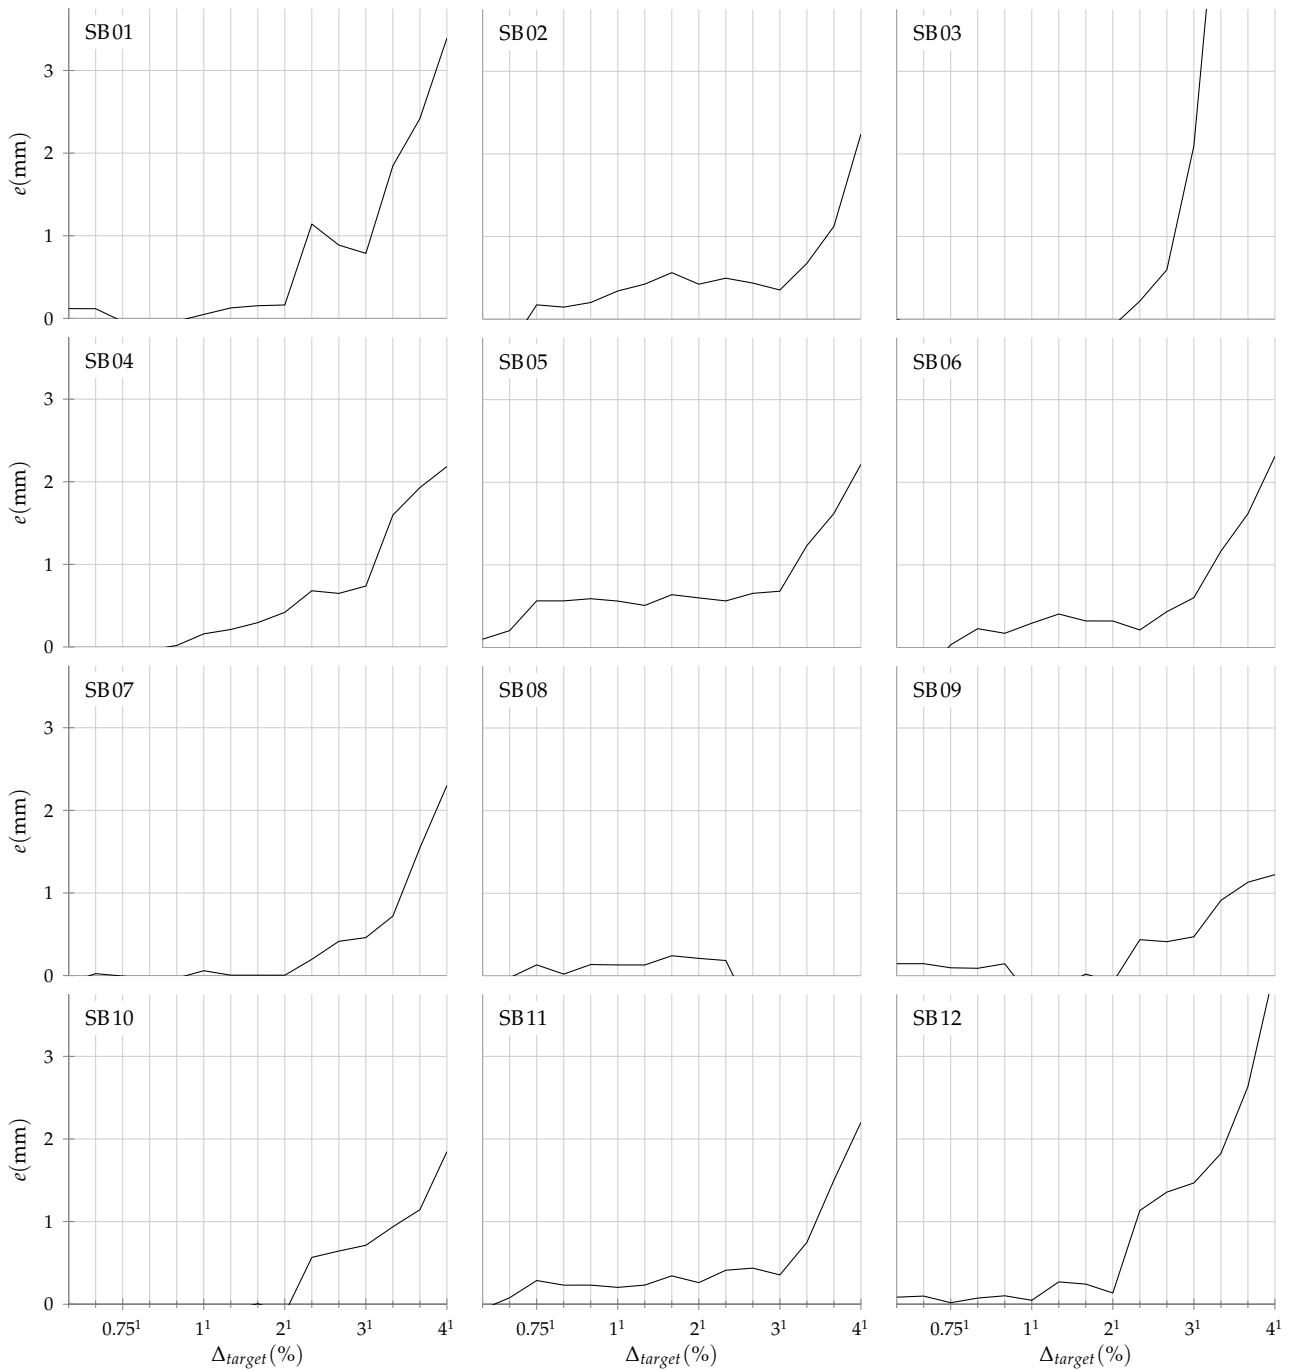 SB01
SB02
SB03
3
2
1
0
e(mm)
SB04
SB05
SB06
3
2
1
0
e(mm)
SB07
SB08
SB09
3
2
1
0
e(mm)
SB10
SB11
SB12
3
2
1
0
e(mm)
0.75¹ 1¹ 2¹ 3¹ 4¹
0.75¹ 1¹ 2¹ 3¹ 4¹
0.75¹ 1¹ 2¹ 3¹ 4¹
Δtarget(%)
Δtarget(%)
Δtarget(%)